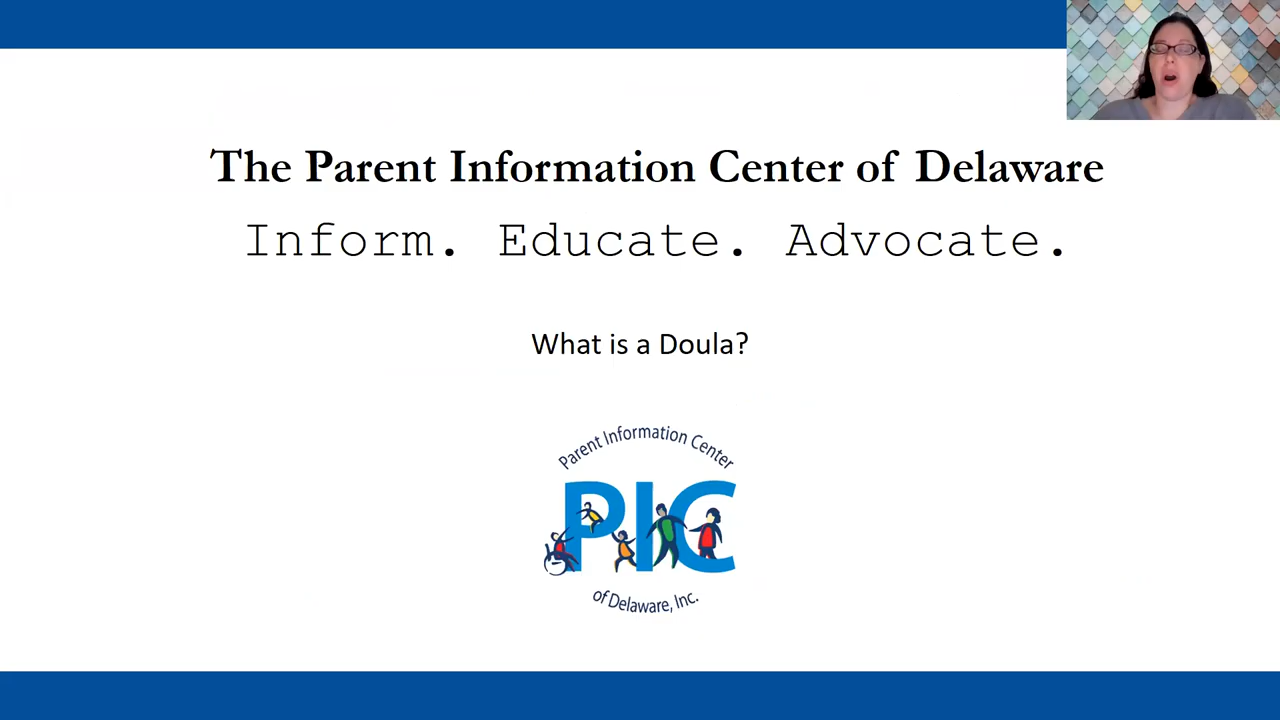 The Parent Information Center of Delaware
Inform. Educate. Advocate.
What is a Doula?
Parent Information Center
PIC
of Delaware, Inc.